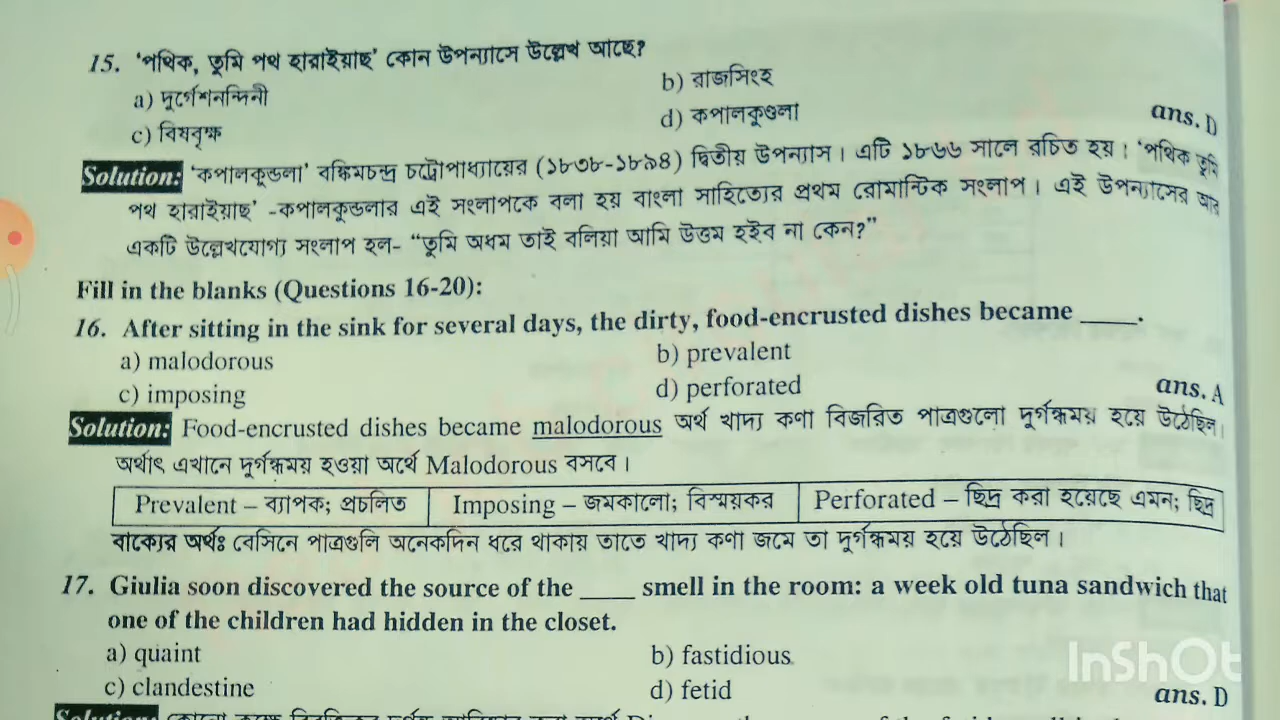 15. 'পথিক, তুমি পথ হারাইয়াছ' কোন উপন্যাসে উল্লেখ আছে?
a) দুর্গেশনন্দিনী b) রাজসিংহ
c) বিষবৃক্ষ d) কপালকুণ্ডলা ans. D
Solution: 'কপালকূন্ডলা' বঙ্কিমচন্দ্র চট্রোপাধ্যায়ের (১৮৩৮-১৮৯৪) দ্বিতীয় উপন্যাস। এটি ১৮৬৬ সালে রচিত হয়। 'পথিক তুমি
পথ হারাইয়াছ' -কপালকুন্ডলার এই সংলাপকে বলা হয় বাংলা সাহিত্যের প্রথম রোমান্টিক সংলাপ। এই উপন্যাসের আর
একটি উল্লেখযোগ্য সংলাপ হল- “তুমি অধম তাই বলিয়া আমি উত্তম হইব না কেন?”
Fill in the blanks (Questions 16-20):
16. After sitting in the sink for several days, the dirty, food-encrusted dishes became ____.
a) malodorous b) prevalent
c) imposing d) perforated ans. A
Solution: Food-encrusted dishes became malodorous অর্থ খাদ্য কণা বিজরিত পাত্রগুলো দূর্গন্ধময় হয়ে উঠেছিল।
অর্থাৎ এখানে দূর্গন্ধময় হওয়া অর্থে Malodorous বসবে।
Prevalent – ব্যাপক; প্রচলিত Imposing – জমকালো; বিস্ময়কর Perforated – ছিদ্র করা হয়েছে এমন; ছিদ্র
বাক্যের অর্থঃ বেসিনে পাত্রগুলি অনেকদিন ধরে থাকায় তাতে খাদ্য কণা জমে তা দূর্গন্ধময় হয়ে উঠেছিল।
17. Giulia soon discovered the source of the ____ smell in the room: a week old tuna sandwich that
one of the children had hidden in the closet.
a) quaint b) fastidious
c) clandestine d) fetid ans. D
Solution:
InShOt